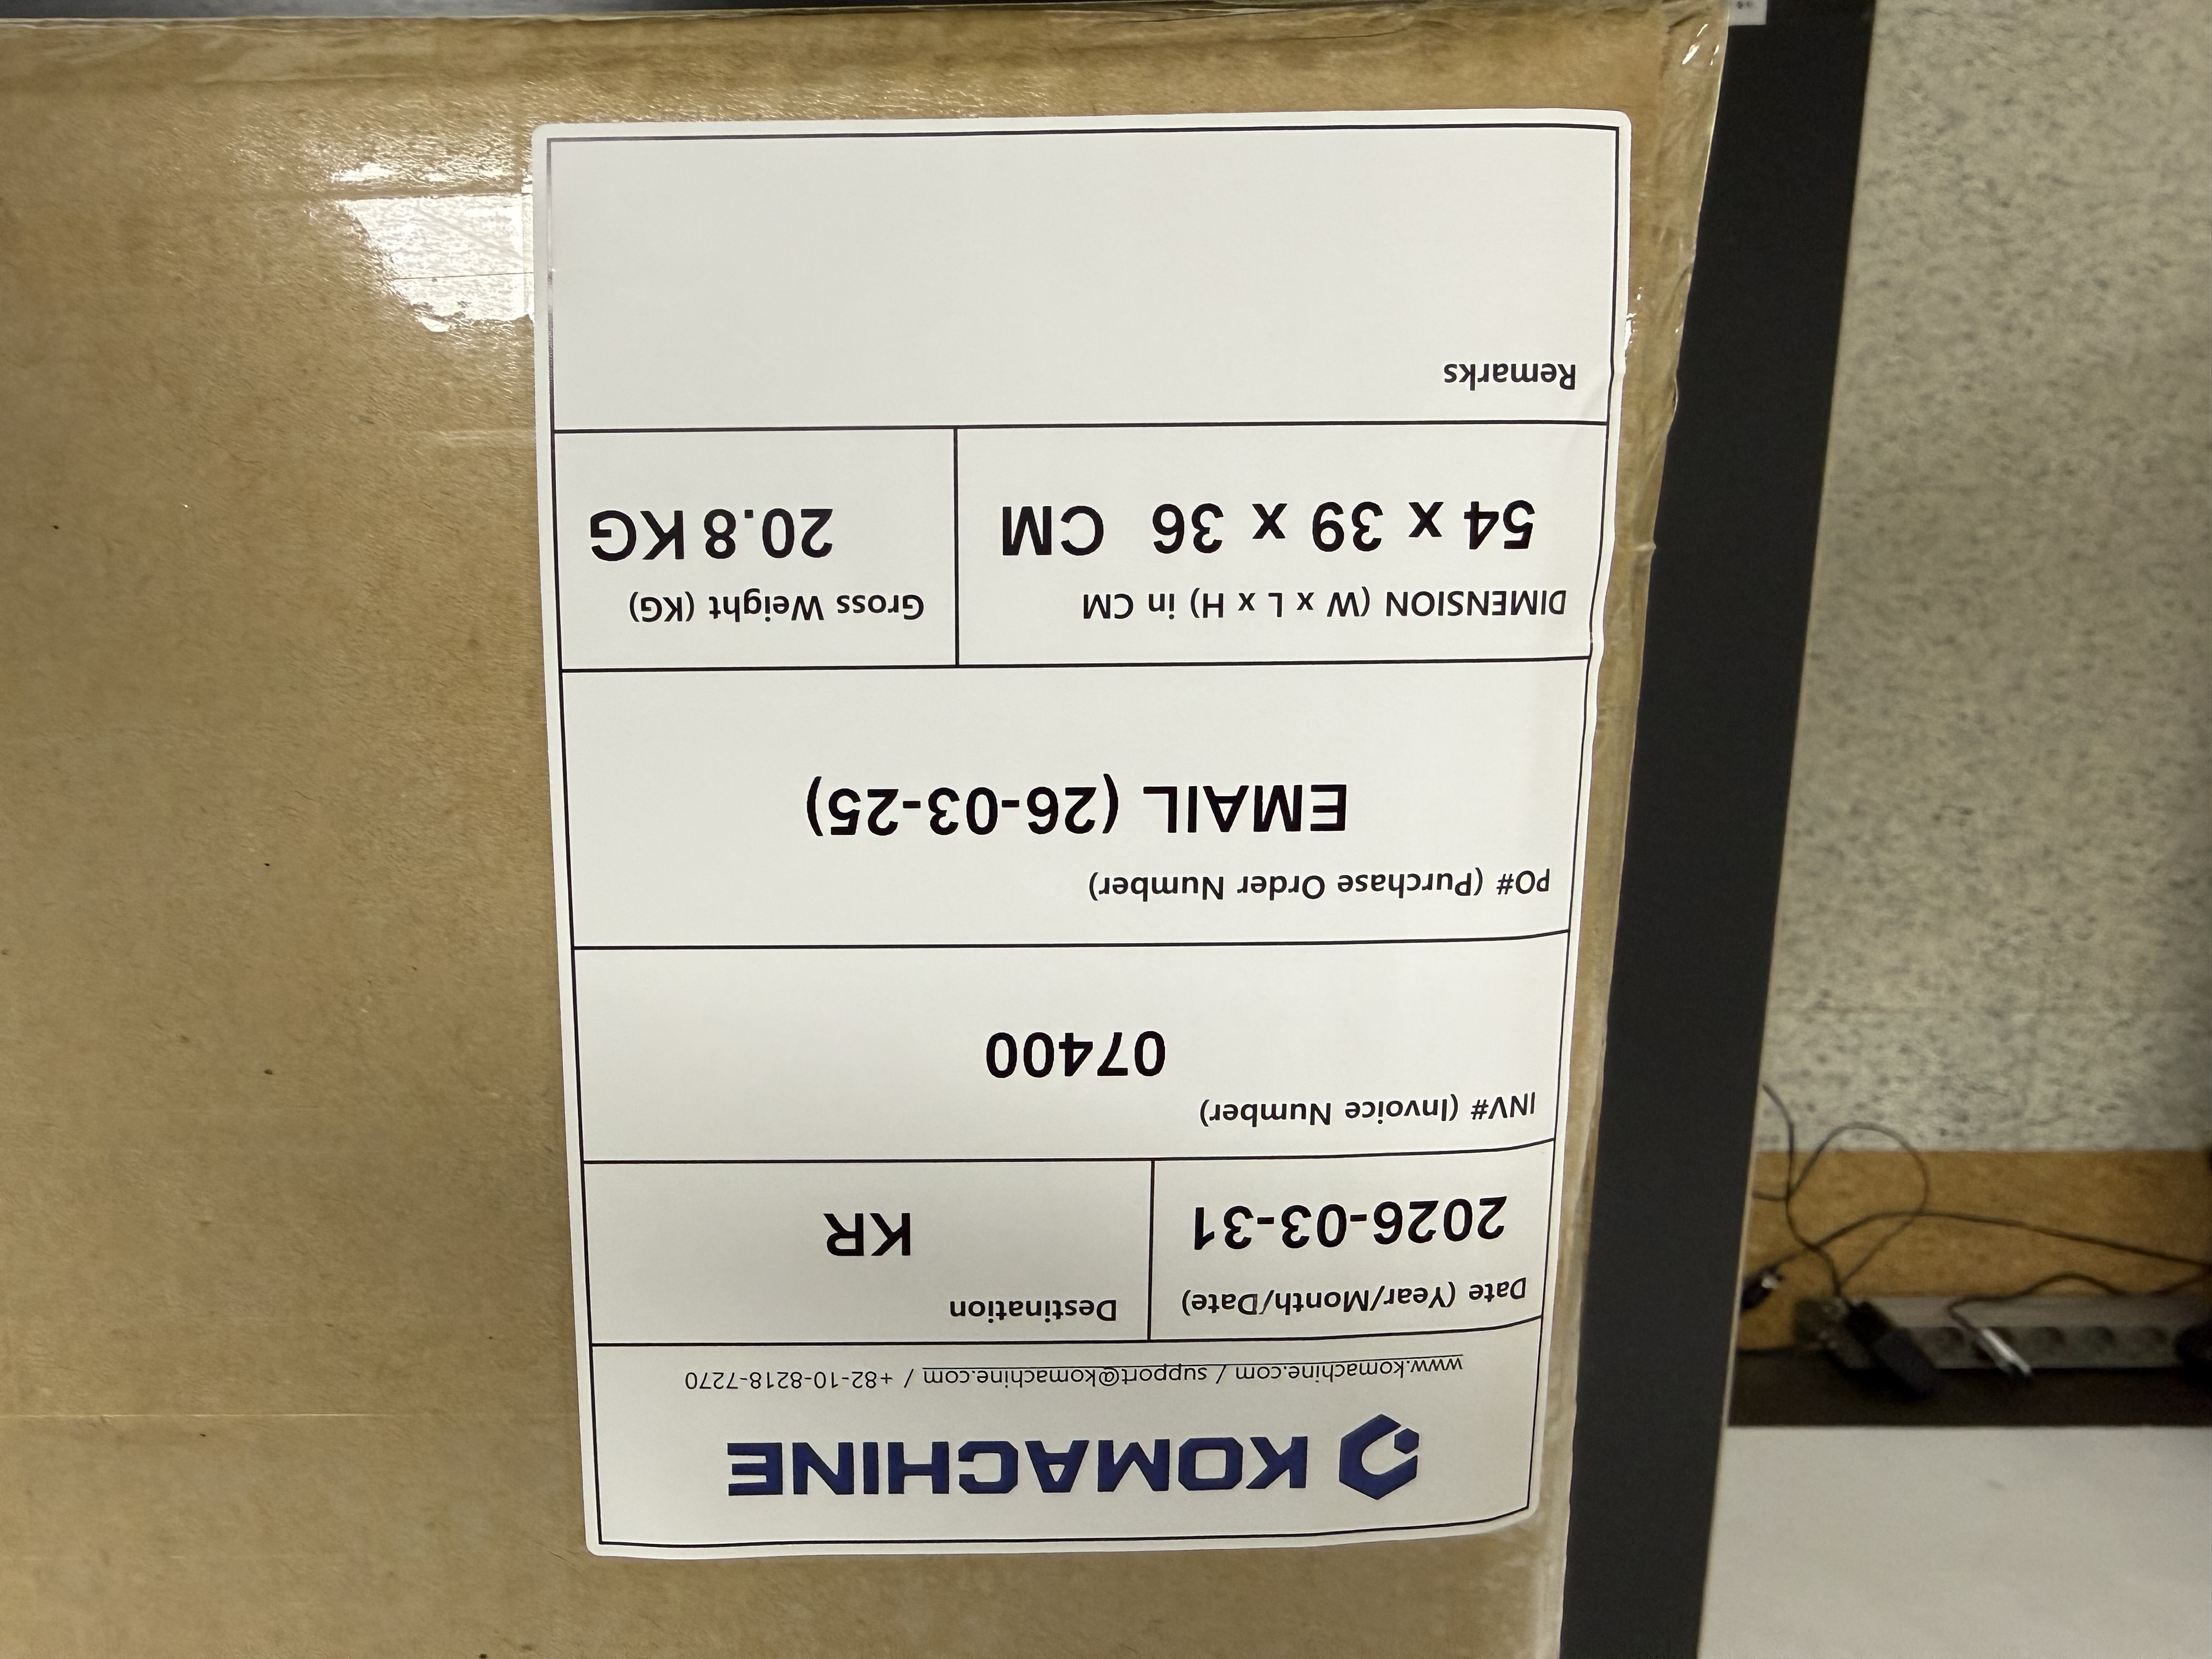 KOMACHINE
www.komachine.com / support@komachine.com / +82-10-8218-7270
Date (Year/Month/Date)
2026-03-31
Destination
KR
INV# (Invoice Number)
07400
PO# (Purchase Order Number)
EMAIL (26-03-25)
DIMENSION (W x L x H) in CM
54 x 39 x 36 CM
Gross Weight (KG)
20.8 KG
Remarks